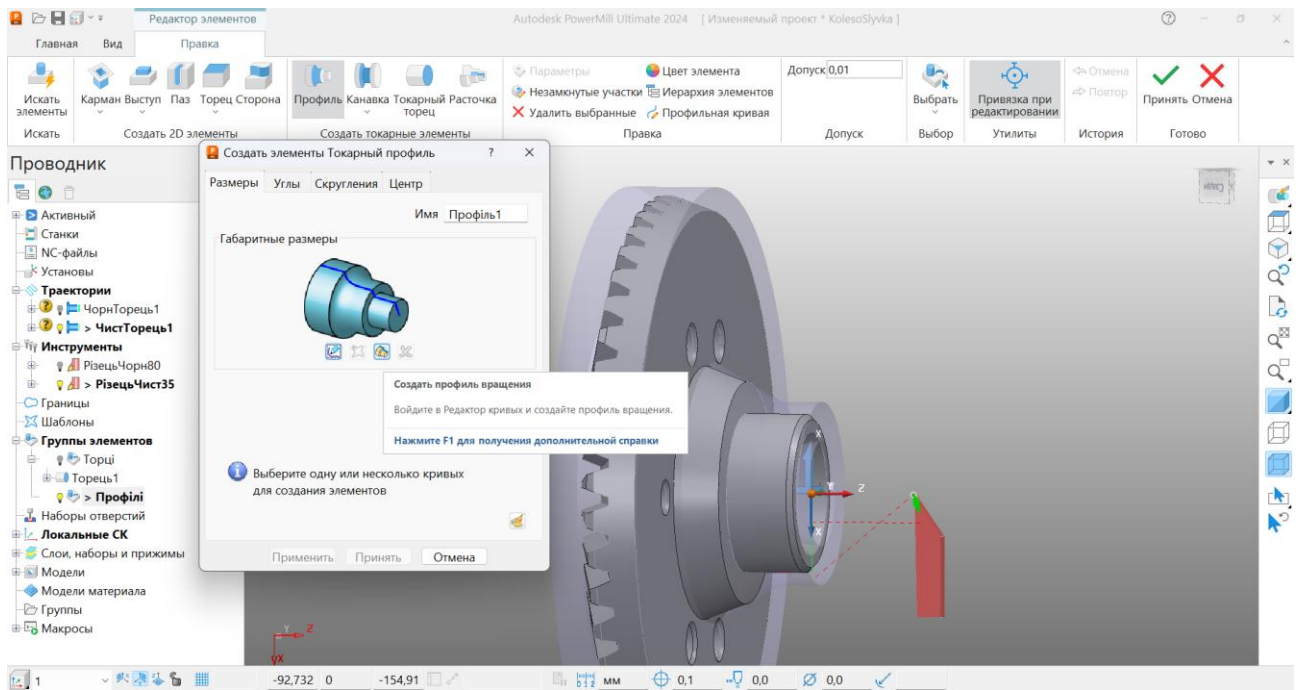 Редактор элементов
Autodesk PowerMill Ultimate 2024 [ Изменяемый проект * KolesoSlyvka ]
Главная Вид Правка
Искать элементы
Карман Выступ Паз Торец Сторона
Профиль Канавка Токарный торец Расточка
Параметры
Незамкнутые участки
Удалить выбранные
Цвет элемента
Иерархия элементов
Профильная кривая
Допуск 0,01
Выбрать
Привязка при редактировании
Отмена
Повтор
Принять Отмена
Искать Создать 2D элементы Создать токарные элементы Правка Допуск Выбор Утилиты История Готово
Проводник
Активный
Станки
NC-файлы
Установы
Траектории
ЧорнТорець1
> ЧистТорець1
Инструменты
РізецьЧорн80
> РізецьЧист35
Границы
Шаблоны
Группы элементов
Торці
Торець1
> Профілі
Наборы отверстий
Локальные СК
Слои, наборы и прижимы
Модели
Модели материала
Группы
Макросы
Создать элементы Токарный профиль ? ×
Размеры Углы Скругления Центр
Имя Профіль1
Габаритные размеры
Создать профиль вращения
Войдите в Редактор кривых и создайте профиль вращения.
Нажмите F1 для получения дополнительной справки
Выберите одну или несколько кривых
для создания элементов
Применить Принять Отмена
X
Y Z
X
Y Z
X
1 -92,732 0 -154,91 мм 0,1 0,0 0,0